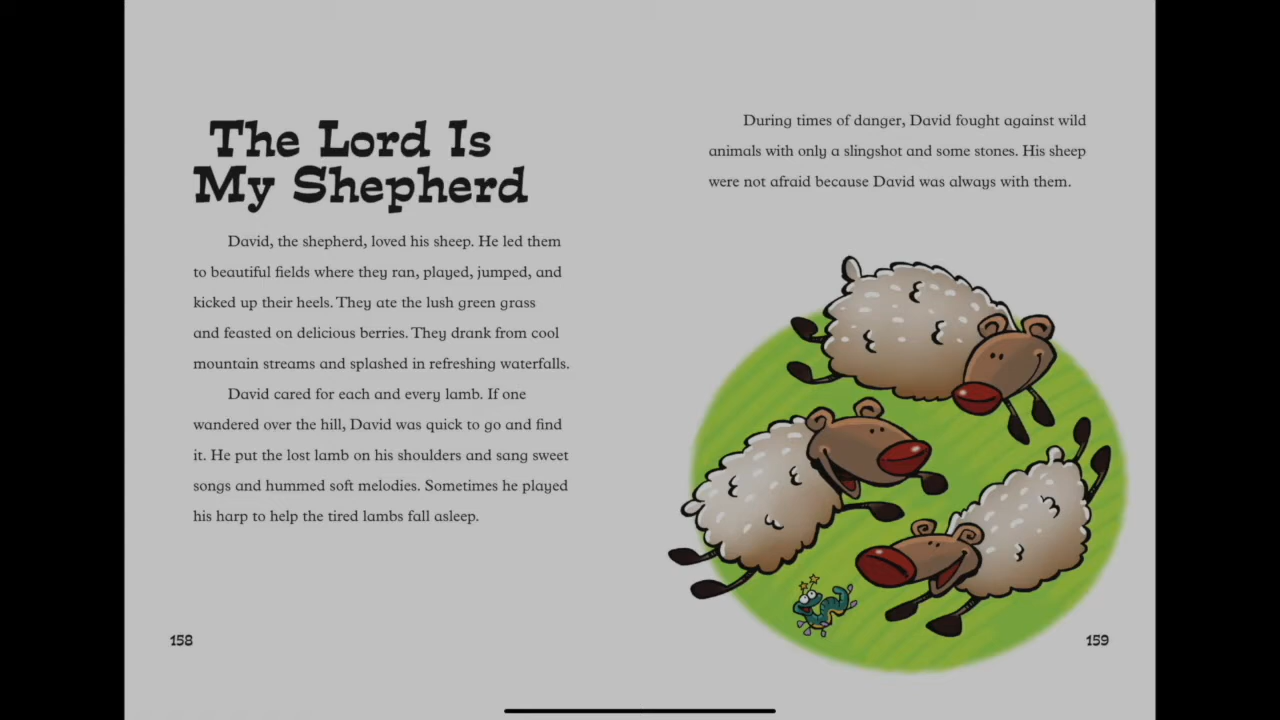 The Lord Is
My Shepherd
David, the shepherd, loved his sheep. He led them
to beautiful fields where they ran, played, jumped, and
kicked up their heels. They ate the lush green grass
and feasted on delicious berries. They drank from cool
mountain streams and splashed in refreshing waterfalls.
David cared for each and every lamb. If one
wandered over the hill, David was quick to go and find
it. He put the lost lamb on his shoulders and sang sweet
songs and hummed soft melodies. Sometimes he played
his harp to help the tired lambs fall asleep.
158
During times of danger, David fought against wild
animals with only a slingshot and some stones. His sheep
were not afraid because David was always with them.
159